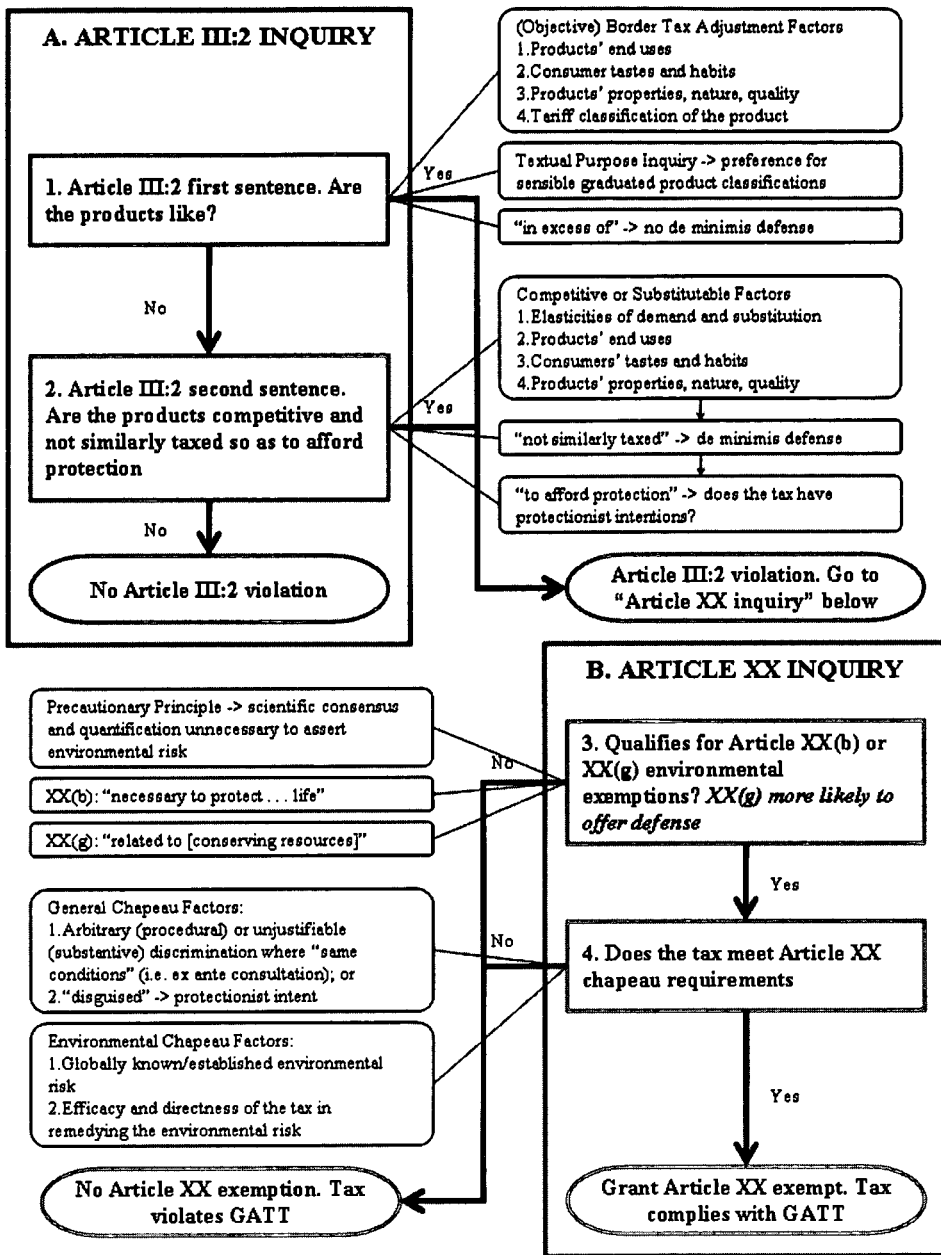 A. ARTICLE III:2 INQUIRY
(Objective) Border Tax Adjustment Factors
1.Products' end uses
2.Consumer tastes and habits
3.Products' properties, nature, quality
4.Tariff classification of the product
1. Article III:2 first sentence. Are
the products like?
Yes
Textual Purpose Inquiry -> preference for
sensible graduated product classifications
"in excess of" -> no de minimis defense
No
Competitive or Substitutable Factors
1.Elasticities of demand and substitution
2.Products' end uses
3.Consumers' tastes and habits
4.Products' properties, nature, quality
2. Article III:2 second sentence.
Are the products competitive and
not similarly taxed so as to afford
protection
Yes
"not similarly taxed" -> de minimis defense
"to afford protection" -> does the tax have
protectionist intentions?
No
No Article III:2 violation
Article III:2 violation. Go to
"Article XX inquiry" below
B. ARTICLE XX INQUIRY
Precautionary Principle -> scientific consensus
and quantification unnecessary to assert
environmental risk
XX(b): "necessary to protect . . . life"
XX(g): "related to [conserving resources]"
No
3. Qualifies for Article XX(b) or
XX(g) environmental
exemptions? XX(g) more likely to
offer defense
Yes
General Chapeau Factors:
1.Arbitrary (procedural) or unjustifiable
(substantive) discrimination where "same
conditions" (i.e. ex ante consultation); or
2."disguised" -> protectionist intent
No
4. Does the tax meet Article XX
chapeau requirements
Environmental Chapeau Factors:
1.Globally known/established environmental
risk
2.Efficacy and directness of the tax in
remedying the environmental risk
Yes
No Article XX exemption. Tax
violates GATT
Grant Article XX exempt. Tax
complies with GATT